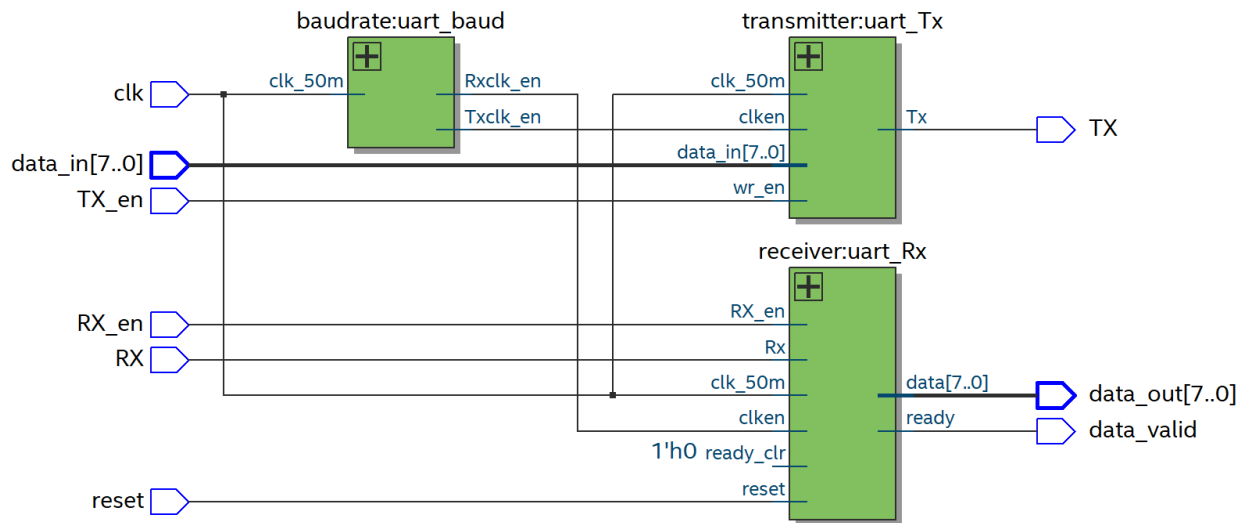 baudrate:uart_baud
transmitter:uart_Tx
clk
clk_50m
Rxclk_en
Txclk_en
clk_50m
clken
Tx
TX
data_in[7..0]
data_in[7..0]
TX_en
wr_en
receiver:uart_Rx
RX_en
RX_en
RX
Rx
clk_50m
data[7..0]
data_out[7..0]
clken
ready
data_valid
1'h0 ready_clr
reset
reset